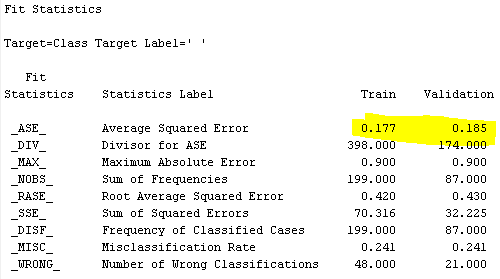 Fit Statistics
Target=Class Target Label=' '
Fit
Statistics Statistics Label Train Validation
_ASE_ Average Squared Error 0.177 0.185
_DIV_ Divisor for ASE 398.000 174.000
_MAX_ Maximum Absolute Error 0.900 0.900
_NOBS_ Sum of Frequencies 199.000 87.000
_RASE_ Root Average Squared Error 0.420 0.430
_SSE_ Sum of Squared Errors 70.316 32.225
_DISF_ Frequency of Classified Cases 199.000 87.000
_MISC_ Misclassification Rate 0.241 0.241
_WRONG_ Number of Wrong Classifications 48.000 21.000